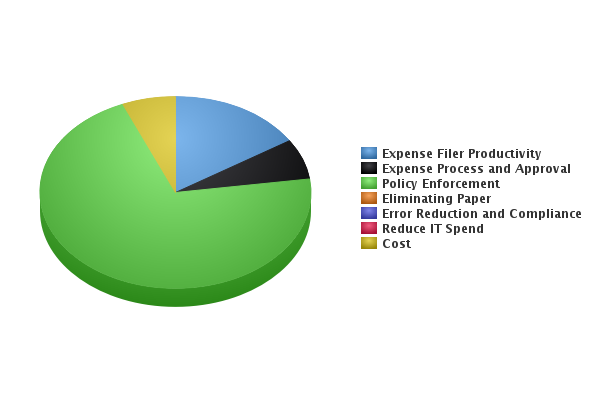 Expense Filer Productivity
Expense Process and Approval
Policy Enforcement
Eliminating Paper
Error Reduction and Compliance
Reduce IT Spend
Cost